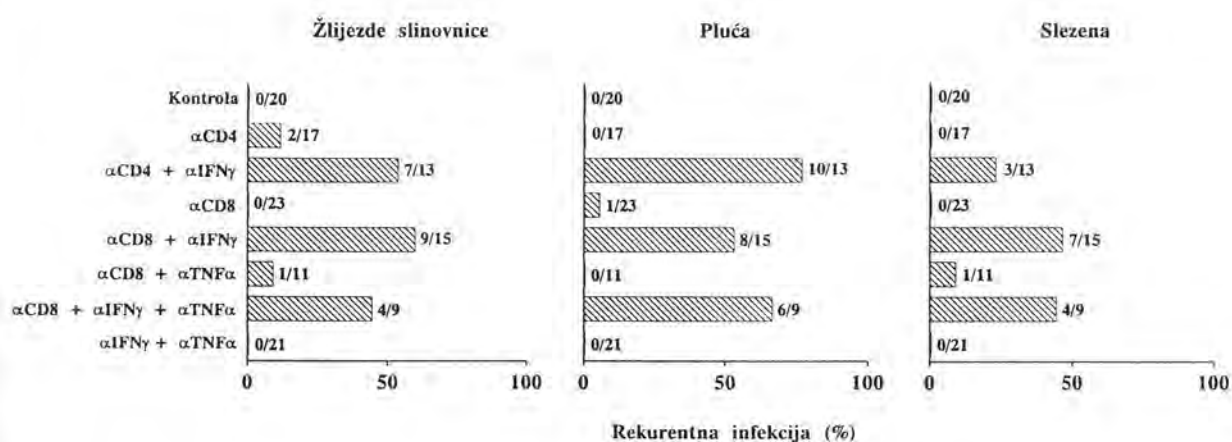 Žlijezde slinovnice
Pluća
Slezena
Kontrola 0/20 0/20 0/20
αCD4 2/17 0/17 0/17
αCD4 + αIFNγ 7/13 10/13 3/13
αCD8 0/23 1/23 0/23
αCD8 + αIFNγ 9/15 8/15 7/15
αCD8 + αTNFα 1/11 0/11 1/11
αCD8 + αIFNγ + αTNFα 4/9 6/9 4/9
αIFNγ + αTNFα 0/21 0/21 0/21
0 50 100 0 50 100 0 50 100
Rekurentna infekcija (%)